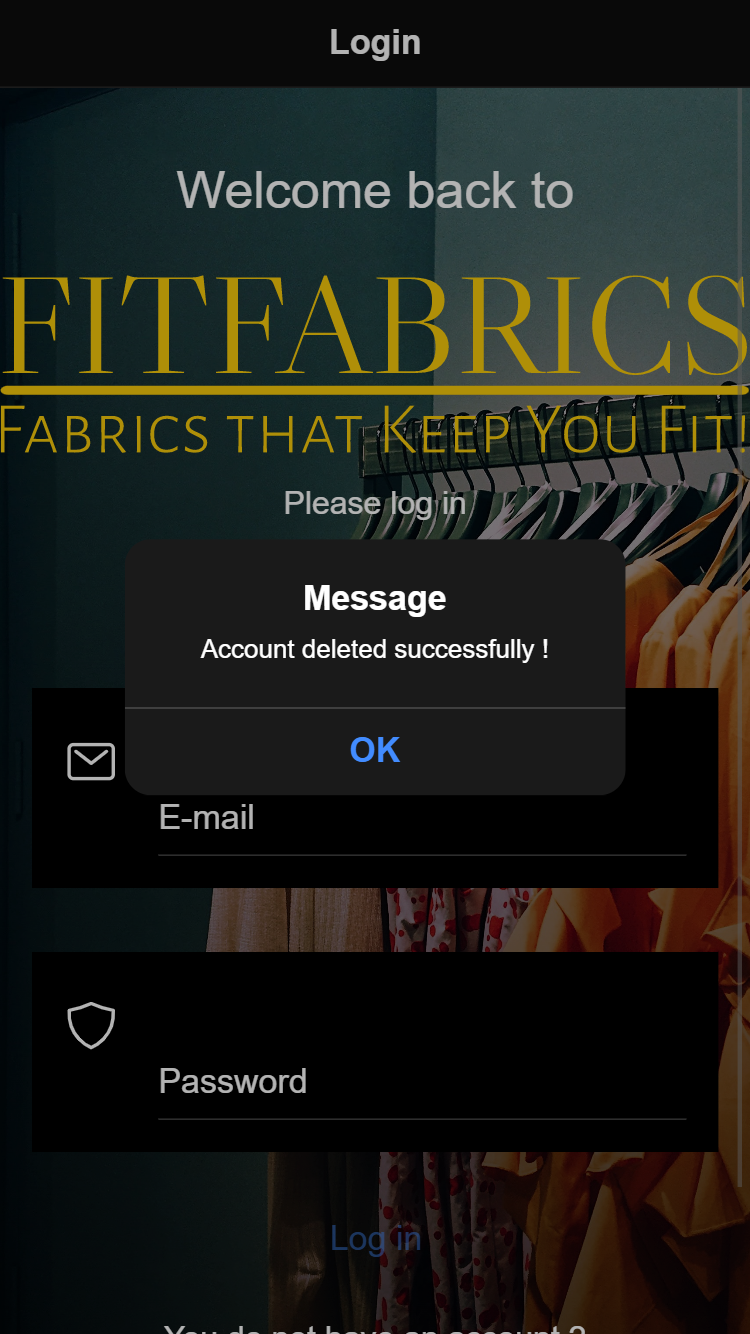 Login
Welcome back to
FITFABRICS
Fabrics that Keep You Fit!
Please log in
Message
Account deleted successfully !
OK
E-mail
Password
Log in
You do not have an account ?